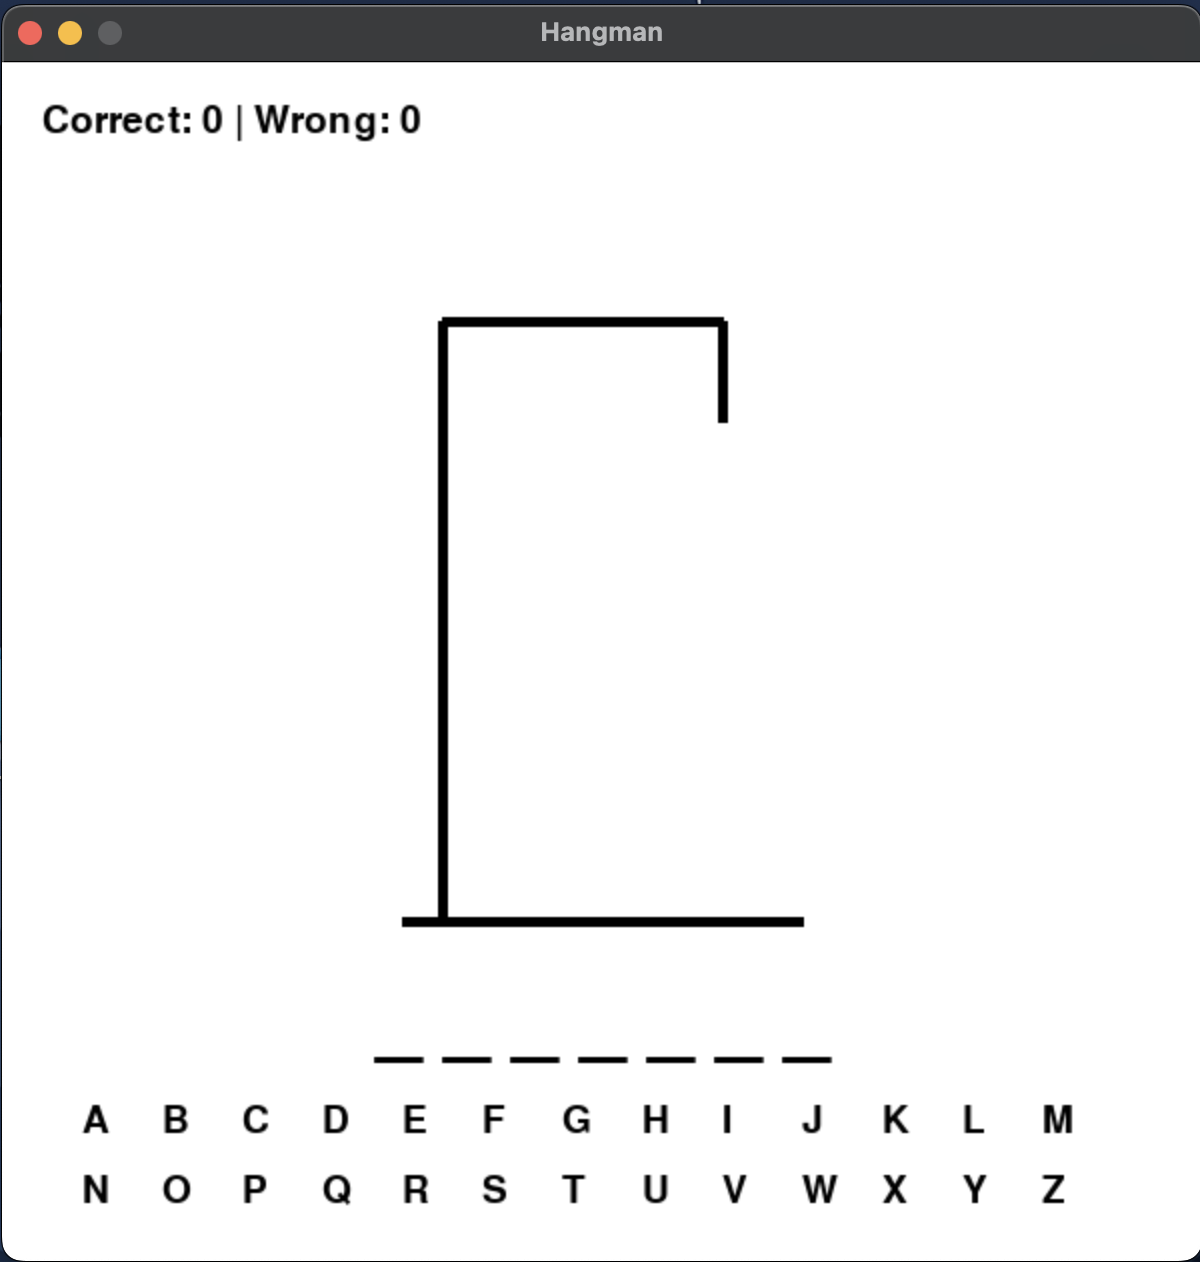 Hangman
Correct: 0 | Wrong: 0
_ _ _ _ _ _ _
A B C D E F G H I J K L M
N O P Q R S T U V W X Y Z